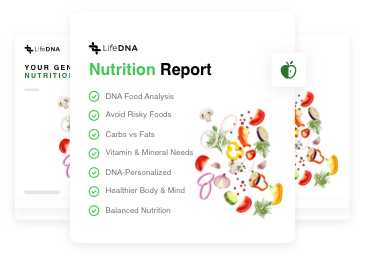 LifeDNA
YOUR GEN
NUTRITION
LifeDNA
Nutrition Report
DNA Food Analysis
Avoid Risky Foods
Carbs vs Fats
Vitamin & Mineral Needs
DNA-Personalized
Healthier Body & Mind
Balanced Nutrition